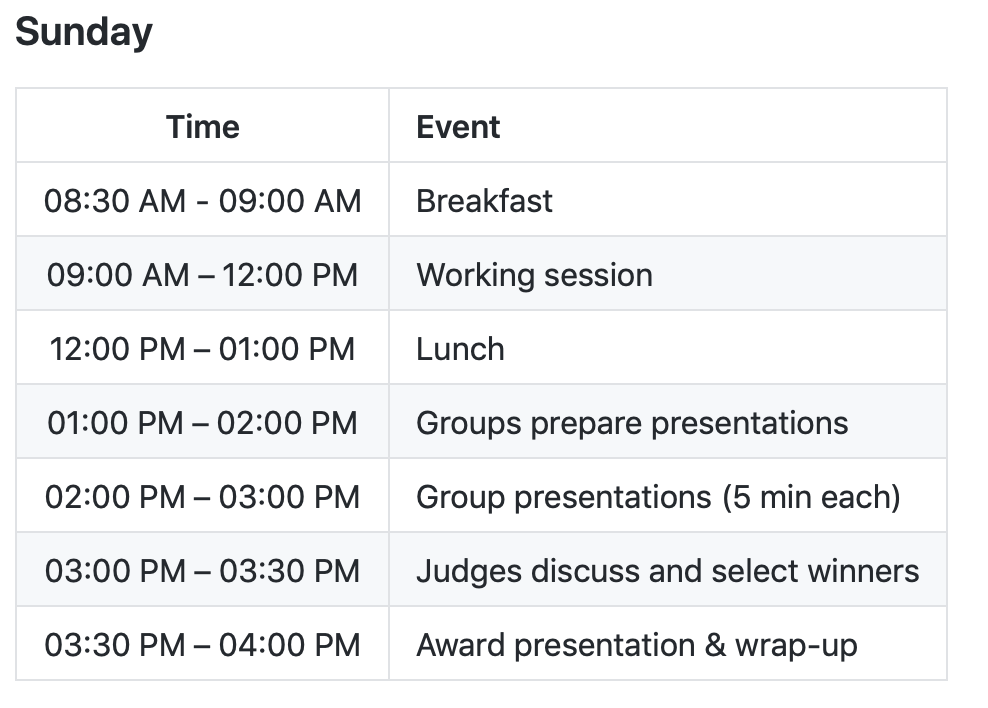 Sunday
Time Event
08:30 AM - 09:00 AM Breakfast
09:00 AM – 12:00 PM Working session
12:00 PM – 01:00 PM Lunch
01:00 PM – 02:00 PM Groups prepare presentations
02:00 PM – 03:00 PM Group presentations (5 min each)
03:00 PM – 03:30 PM Judges discuss and select winners
03:30 PM – 04:00 PM Award presentation & wrap-up